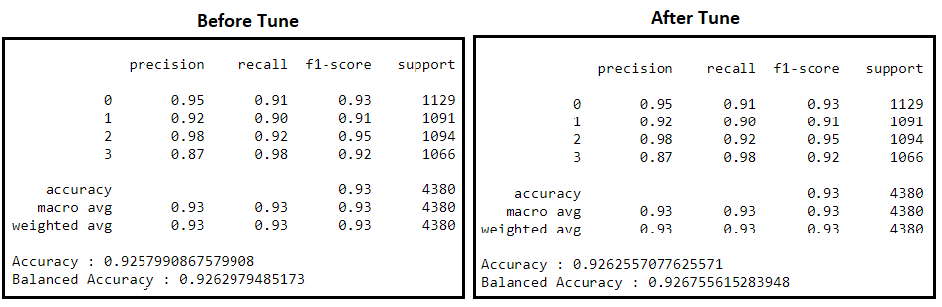 Before Tune
precision recall f1-score support
0 0.95 0.91 0.93 1129
1 0.92 0.90 0.91 1091
2 0.98 0.92 0.95 1094
3 0.87 0.98 0.92 1066
accuracy 0.93 4380
macro avg 0.93 0.93 0.93 4380
weighted avg 0.93 0.93 0.93 4380
Accuracy : 0.9257990867579908
Balanced Accuracy : 0.9262979485173
After Tune
precision recall f1-score support
0 0.95 0.91 0.93 1129
1 0.92 0.90 0.91 1091
2 0.98 0.92 0.95 1094
3 0.87 0.98 0.92 1066
accuracy 0.93 4380
macro avg 0.93 0.93 0.93 4380
weighted avg 0.93 0.93 0.93 4380
Accuracy : 0.9262557077625571
Balanced Accuracy : 0.926755615283948